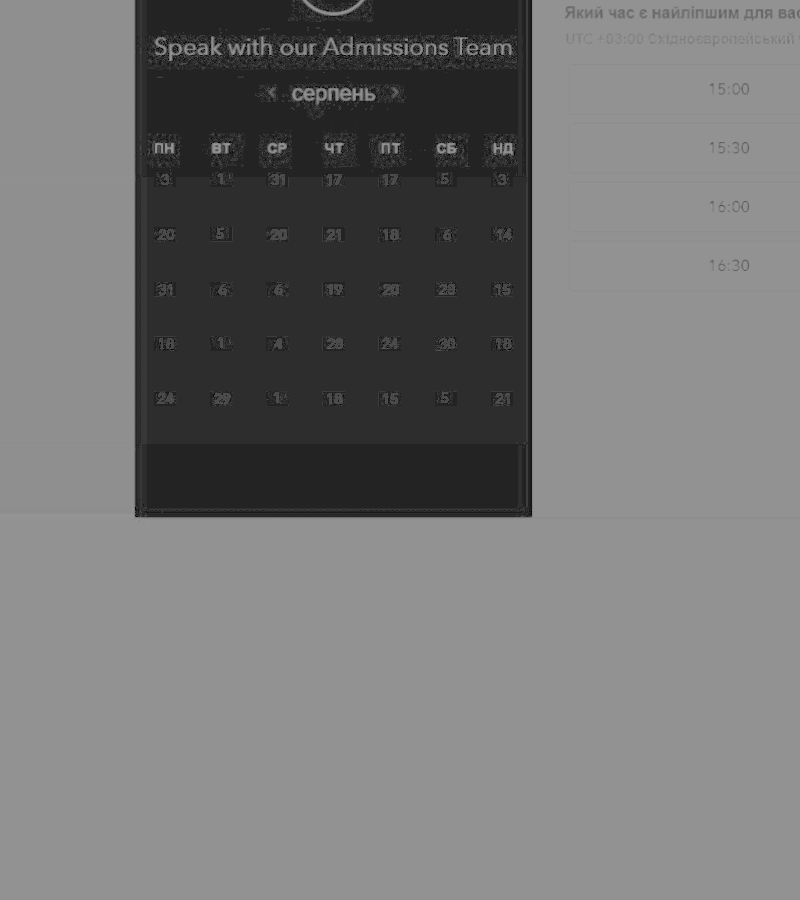 Speak with our Admissions Team
‹ серпень ›
ПН ВТ СР ЧТ ПТ СБ НД
3 1 31 17 17 5 3
20 5 20 21 18 6 14
31 6 6 19 20 28 15
18 1 4 28 24 30 18
24 29 1 18 15 5 21
Який час є найліпшим для вас
UTC +03:00 Східноєвропейський
15:00
15:30
16:00
16:30